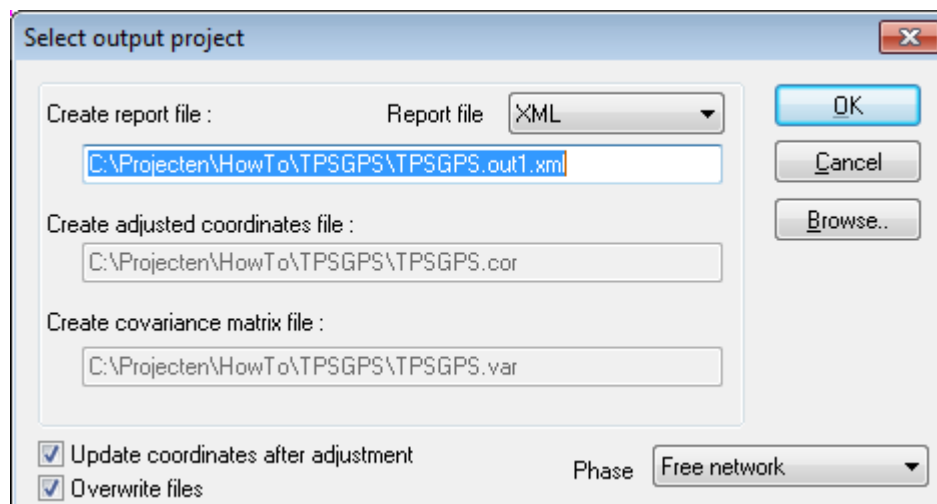 Select output project
Create report file :
Report file
XML
OK
C:\Projecten\HowTo\TPSGPS\TPSGPS.out1.xml
Cancel
Create adjusted coordinates file :
Browse..
C:\Projecten\HowTo\TPSGPS\TPSGPS.cor
Create covariance matrix file :
C:\Projecten\HowTo\TPSGPS\TPSGPS.var
Update coordinates after adjustment
Phase
Free network
Overwrite files